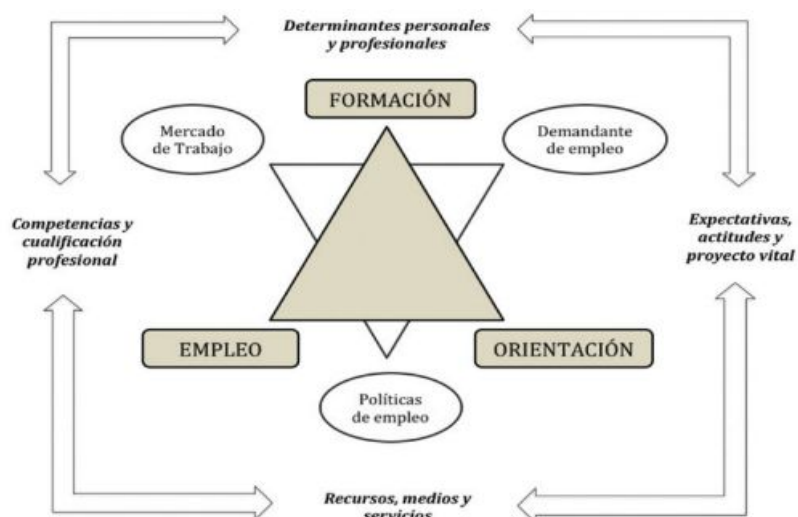 Determinantes personales
y profesionales
FORMACIÓN
Mercado
de Trabajo
Demandante
de empleo
Competencias y
cualificación
profesional
Expectativas,
actitudes y
proyecto vital
EMPLEO
ORIENTACIÓN
Políticas
de empleo
Recursos, medios y
servicios